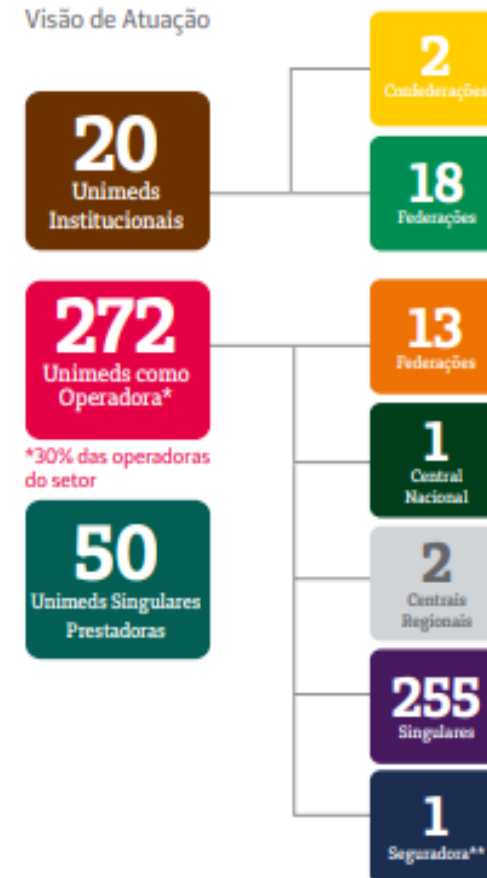 Visão de Atuação
20
Unimeds
Institucionais
2
Confederações
18
Federações
272
Unimeds como
Operadora*
*30% das operadoras
do setor
13
Federações
1
Central
Nacional
2
Centrais
Regionais
255
Singulares
1
Seguradora**
50
Unimeds Singulares
Prestadoras